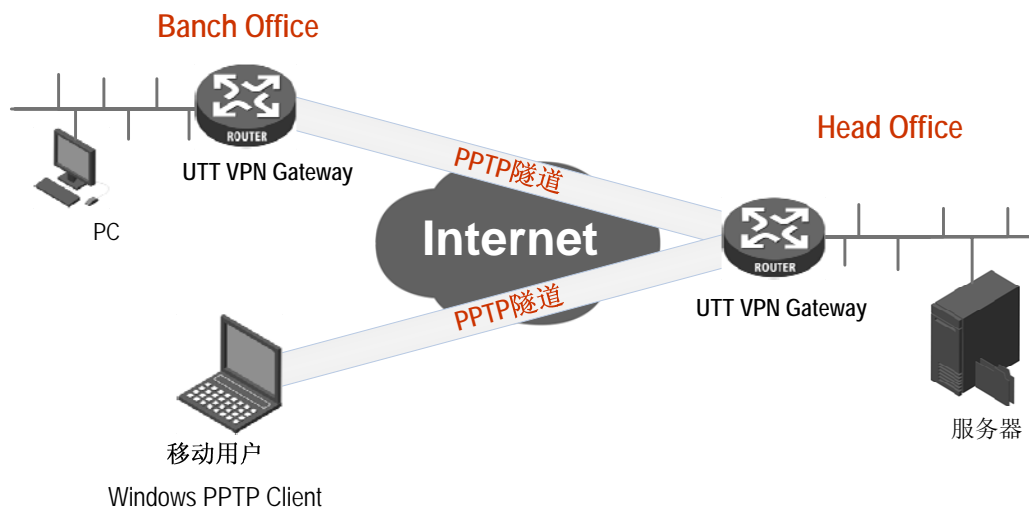 Banch Office
ROUTER
UTT VPN Gateway
PC
PPTP隧道
Head Office
Internet
ROUTER
UTT VPN Gateway
PPTP隧道
服务器
移动用户
Windows PPTP Client